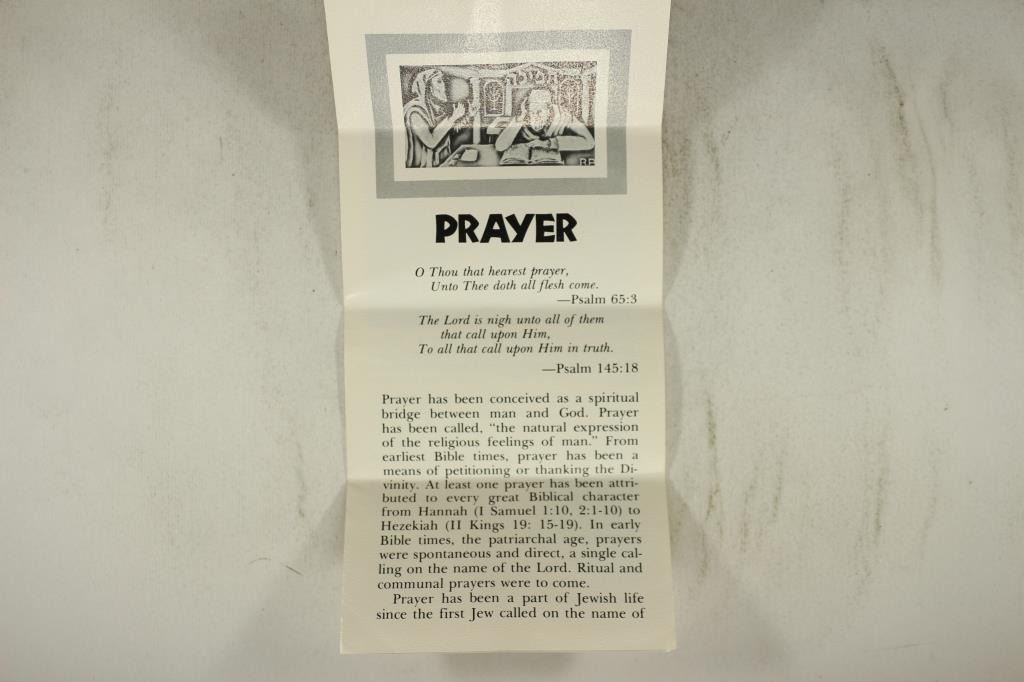 RF
PRAYER
O Thou that hearest prayer,
Unto Thee doth all flesh come.
—Psalm 65:3
The Lord is nigh unto all of them
that call upon Him,
To all that call upon Him in truth.
—Psalm 145:18
Prayer has been conceived as a spiritual
bridge between man and God. Prayer
has been called, “the natural expression
of the religious feelings of man.” From
earliest Bible times, prayer has been a
means of petitioning or thanking the Di-
vinity. At least one prayer has been attri-
buted to every great Biblical character
from Hannah (I Samuel 1:10, 2:1-10) to
Hezekiah (II Kings 19: 15-19). In early
Bible times, the patriarchal age, prayers
were spontaneous and direct, a single cal-
ling on the name of the Lord. Ritual and
communal prayers were to come.
Prayer has been a part of Jewish life
since the first Jew called on the name of